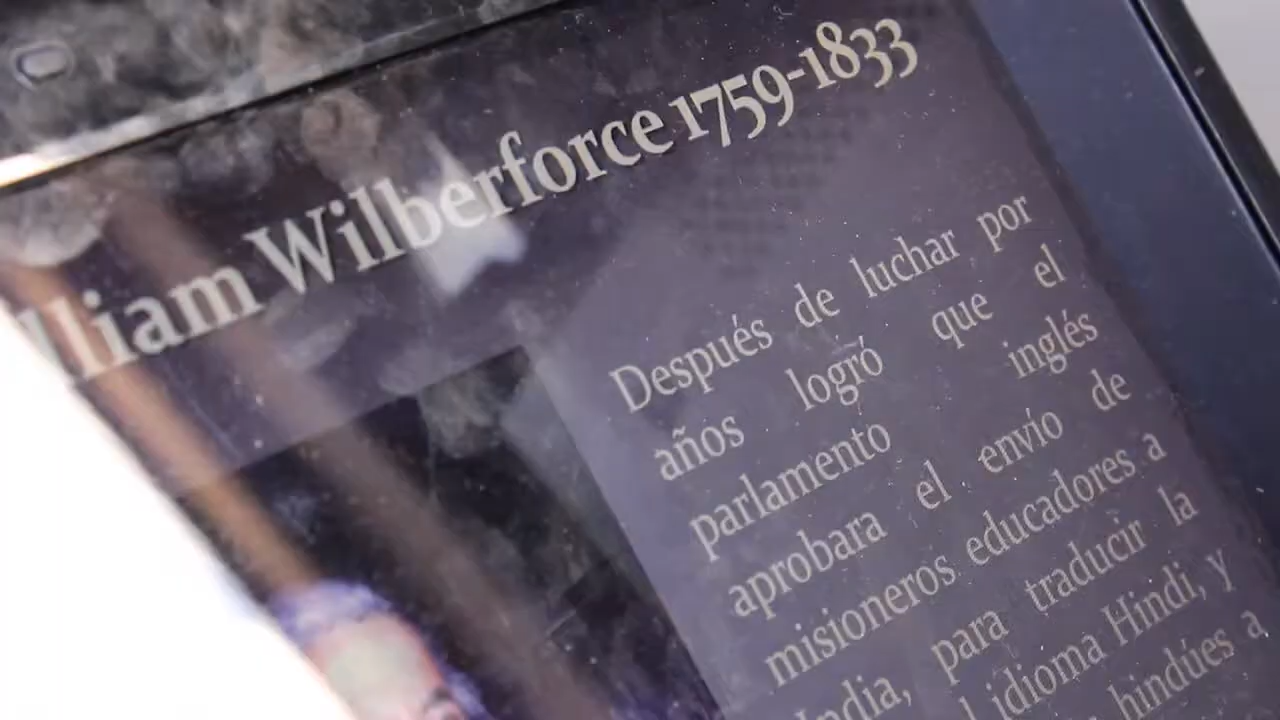 lliam Wilberforce 1759-1833
Después de luchar por
años logró que el
parlamento inglés
aprobara el envío de
misioneros educadores a
India, para traducir la
l idioma Hindi, y
hindúes a